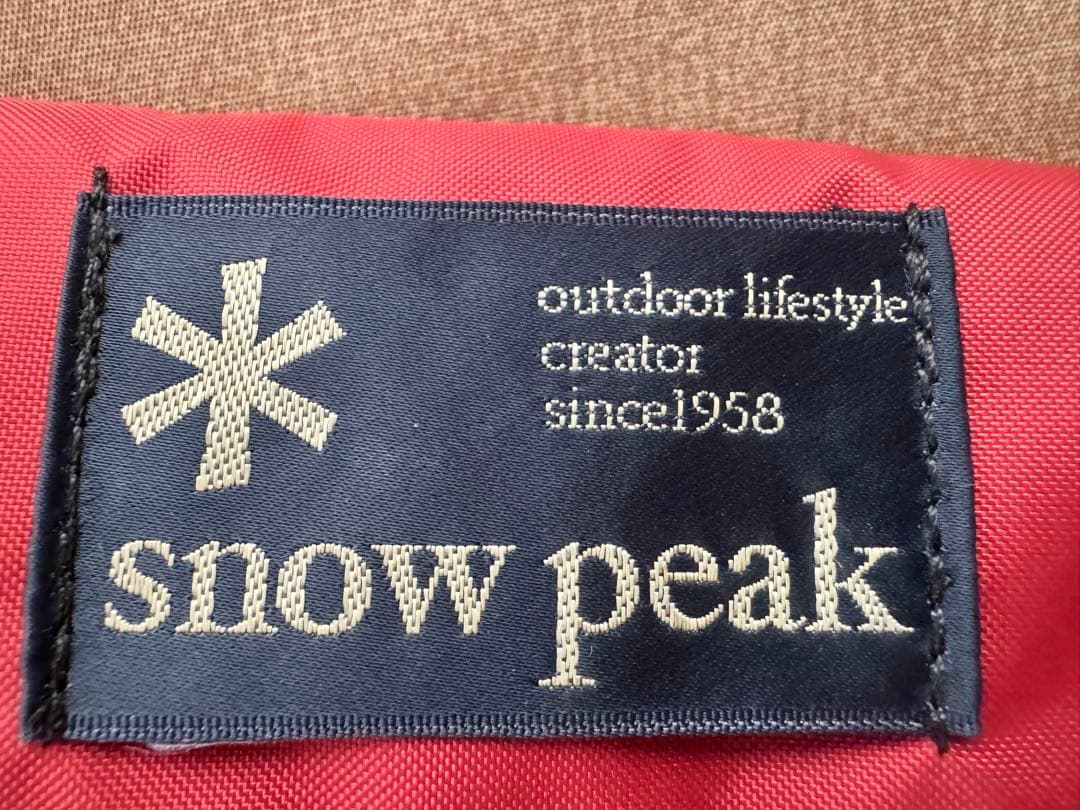 outdoor lifestyle
creator
since1958
snow peak